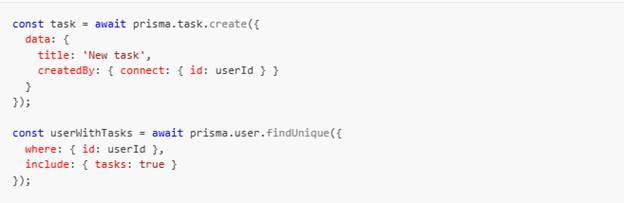 const task = await prisma.task.create({
  data: {
    title: 'New task',
    createdBy: { connect: { id: userId } }
  }
});

const userWithTasks = await prisma.user.findUnique({
  where: { id: userId },
  include: { tasks: true }
});